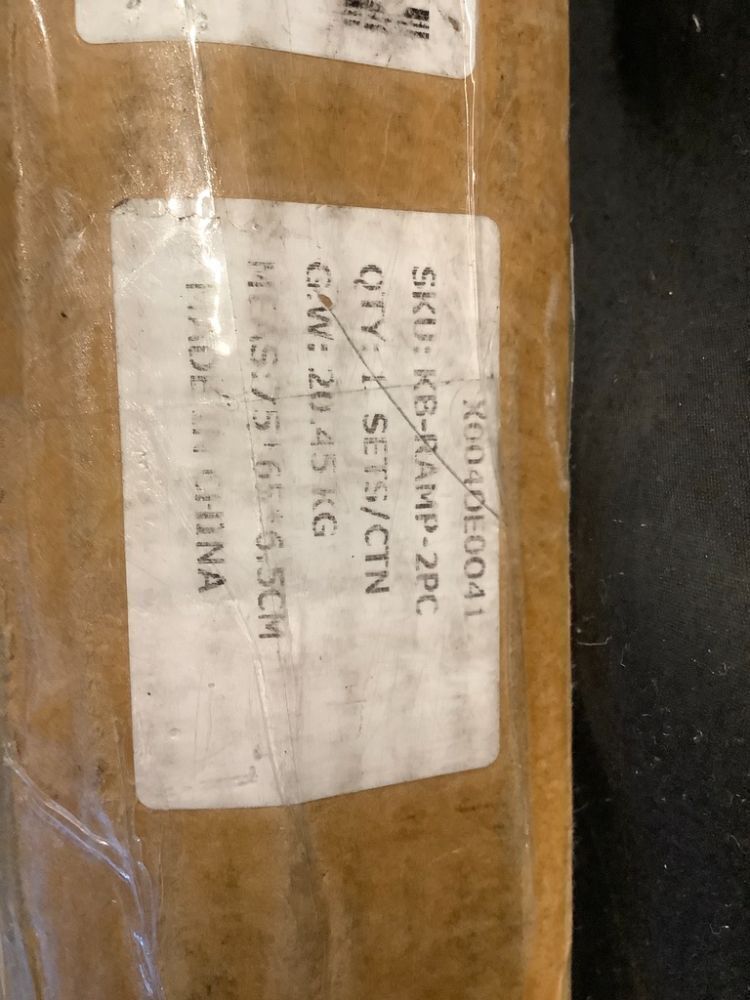 X004DE0041
SKU: KB-RAMP-2PC
QTY: 1 SETS/CTN
G.W: 20.45 KG
MEAS:75*65*6.5CM
MADE IN CHINA